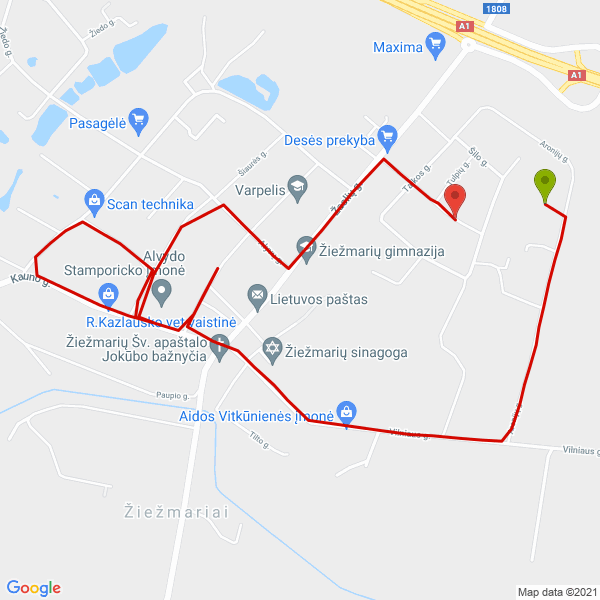 1808
A1
Žiedo g.
Žiedo g.
Maxima
A1
Pasagėlė
Desės prekyba
Aronijų g.
Šilo g.
Šiaurės g.
Taikos g.
Tulpių g.
Varpelis
Žaslių g.
Scan technika
Žiežmarių gimnazija
Alvydo
Stamporicko įmonė
Kauno g.
Lietuvos paštas
R.Kazlausko vet.vaistinė
Žiežmarių Šv. apaštalo
Jokūbo bažnyčia
Žiežmarių sinagoga
Paupio g.
Aidos Vitkūnienės įmonė
Vilniaus g.
Tilto g.
Vilniaus g.
Žiežmariai
Google
Map data ©2021